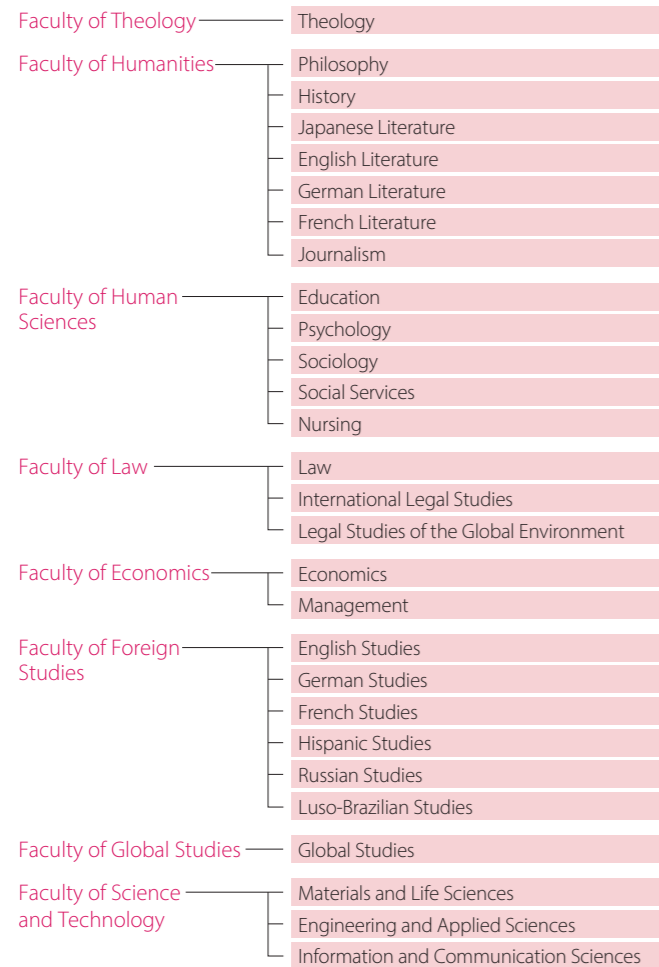 Faculty of Theology
Theology
Faculty of Humanities
Philosophy
History
Japanese Literature
English Literature
German Literature
French Literature
Journalism
Faculty of Human
Sciences
Education
Psychology
Sociology
Social Services
Nursing
Faculty of Law
Law
International Legal Studies
Legal Studies of the Global Environment
Faculty of Economics
Economics
Management
Faculty of Foreign
Studies
English Studies
German Studies
French Studies
Hispanic Studies
Russian Studies
Luso-Brazilian Studies
Faculty of Global Studies
Global Studies
Faculty of Science
and Technology
Materials and Life Sciences
Engineering and Applied Sciences
Information and Communication Sciences